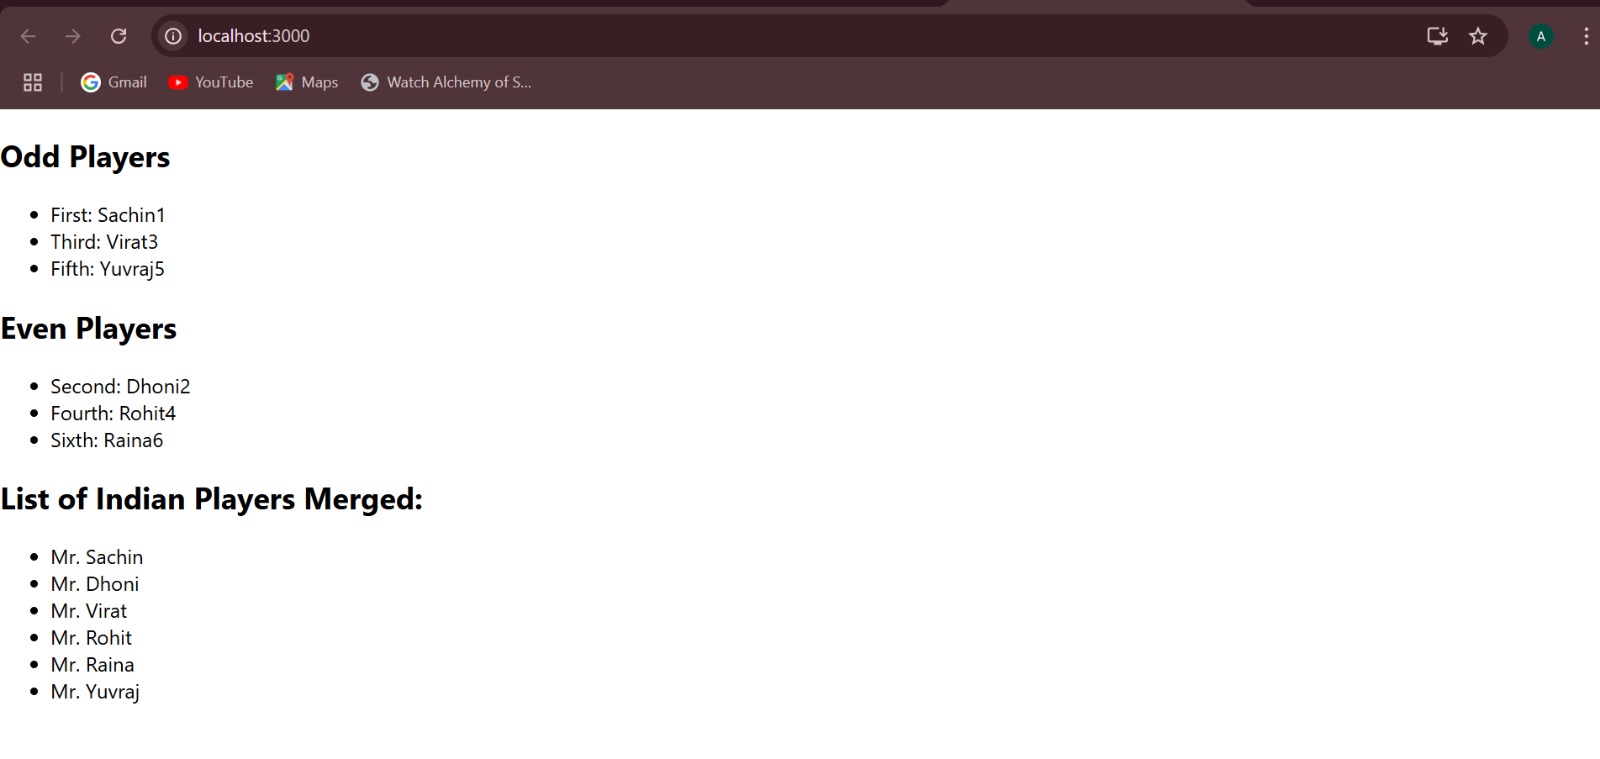 localhost:3000
A
Gmail
YouTube
Maps
Watch Alchemy of S...
Odd Players
First: Sachin1
Third: Virat3
Fifth: Yuvraj5
Even Players
Second: Dhoni2
Fourth: Rohit4
Sixth: Raina6
List of Indian Players Merged:
Mr. Sachin
Mr. Dhoni
Mr. Virat
Mr. Rohit
Mr. Raina
Mr. Yuvraj